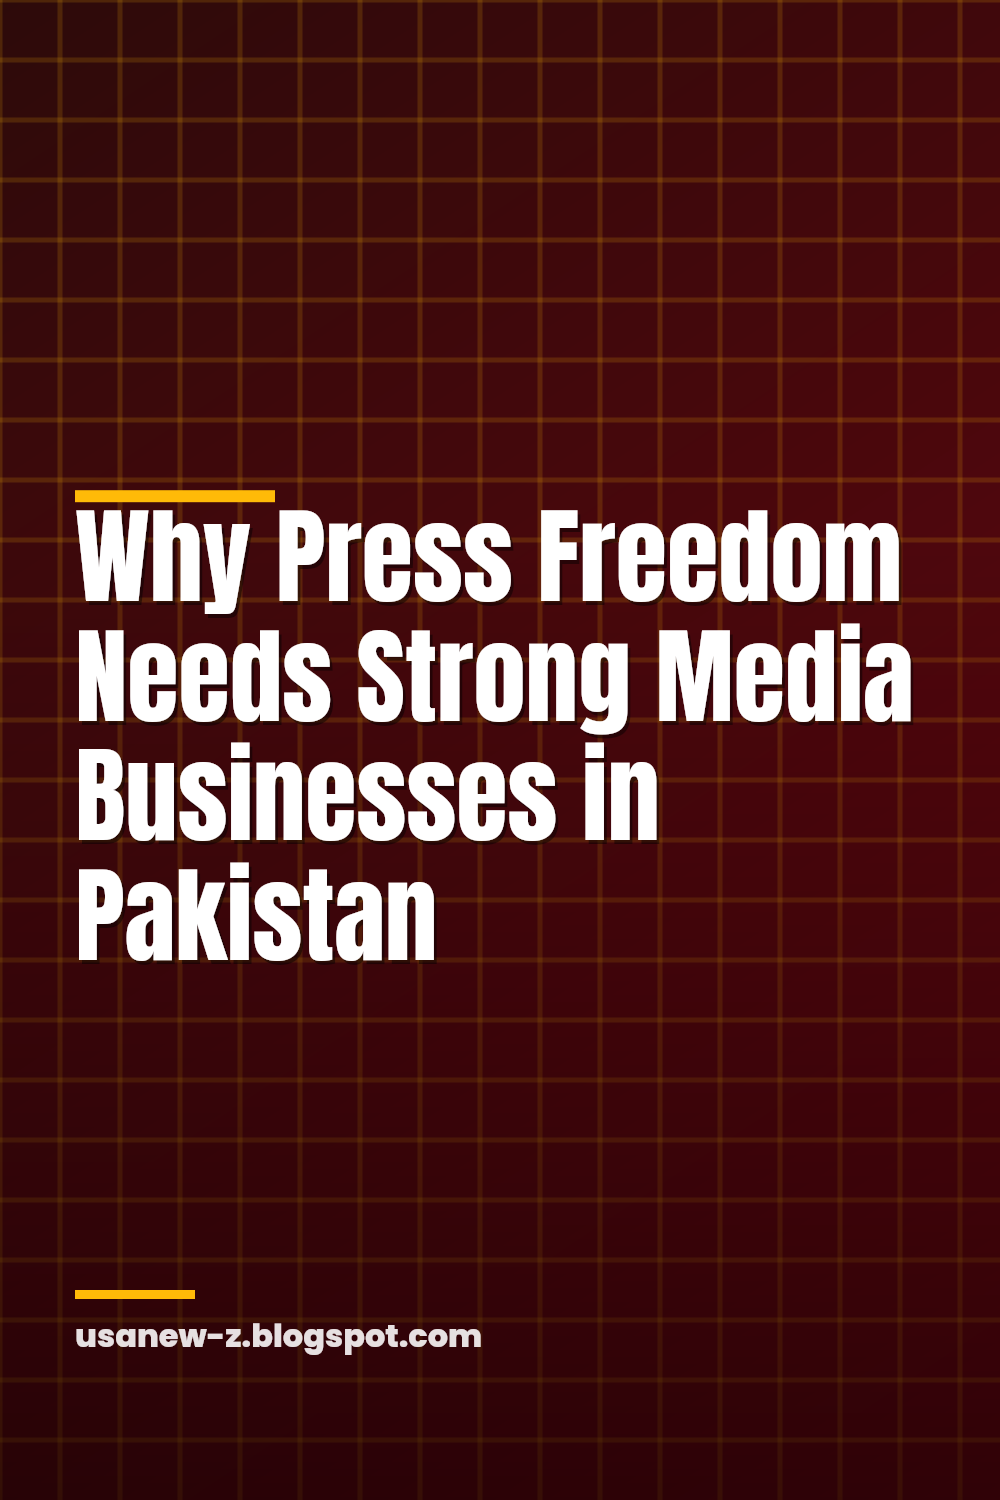 Why Press Freedom
Needs Strong Media
Businesses in
Pakistan
usanew-z.blogspot.com